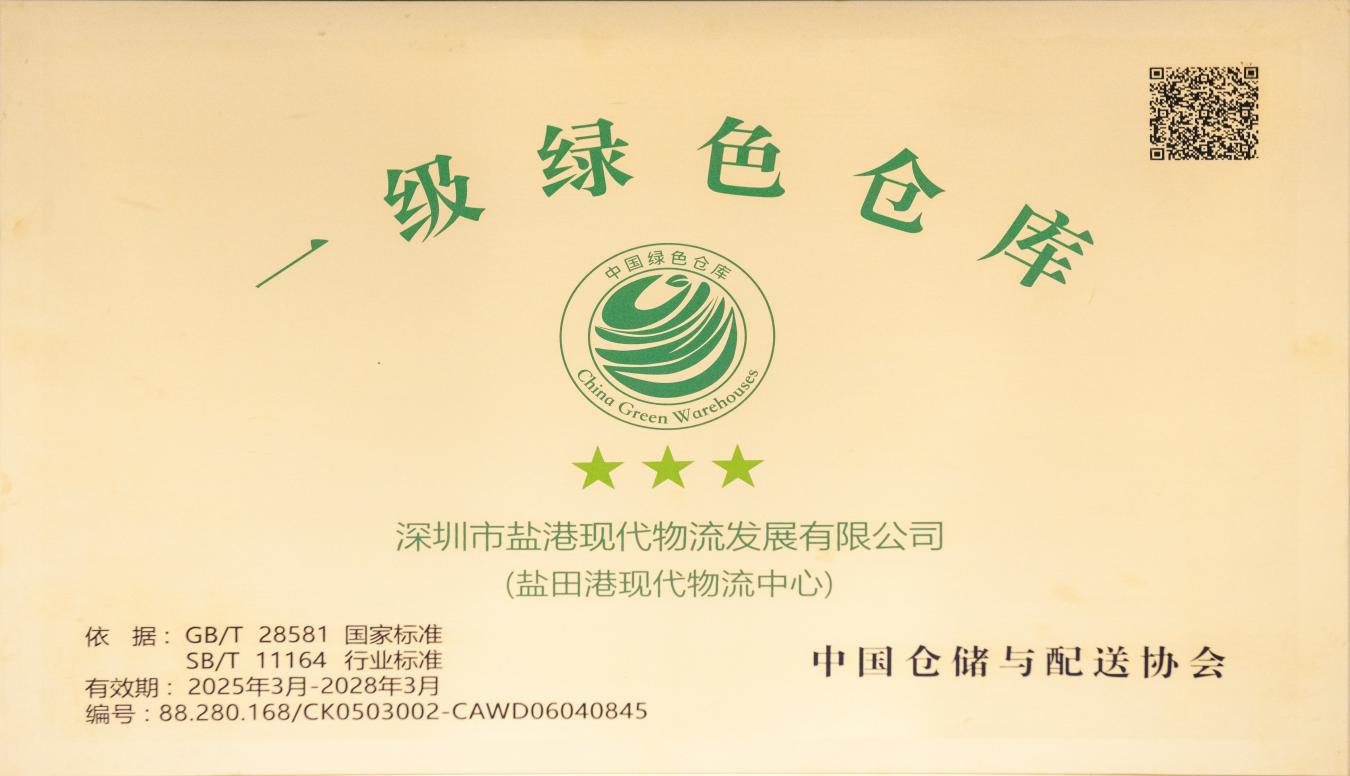 一级绿色仓库
中国绿色仓库
China Green Warehouses
深圳市盐港现代物流发展有限公司
(盐田港现代物流中心)
依 据：GB/T 28581 国家标准
SB/T 11164 行业标准
有效期：2025年3月-2028年3月
编号：88.280.168/CK0503002-CAWD06040845
中国仓储与配送协会